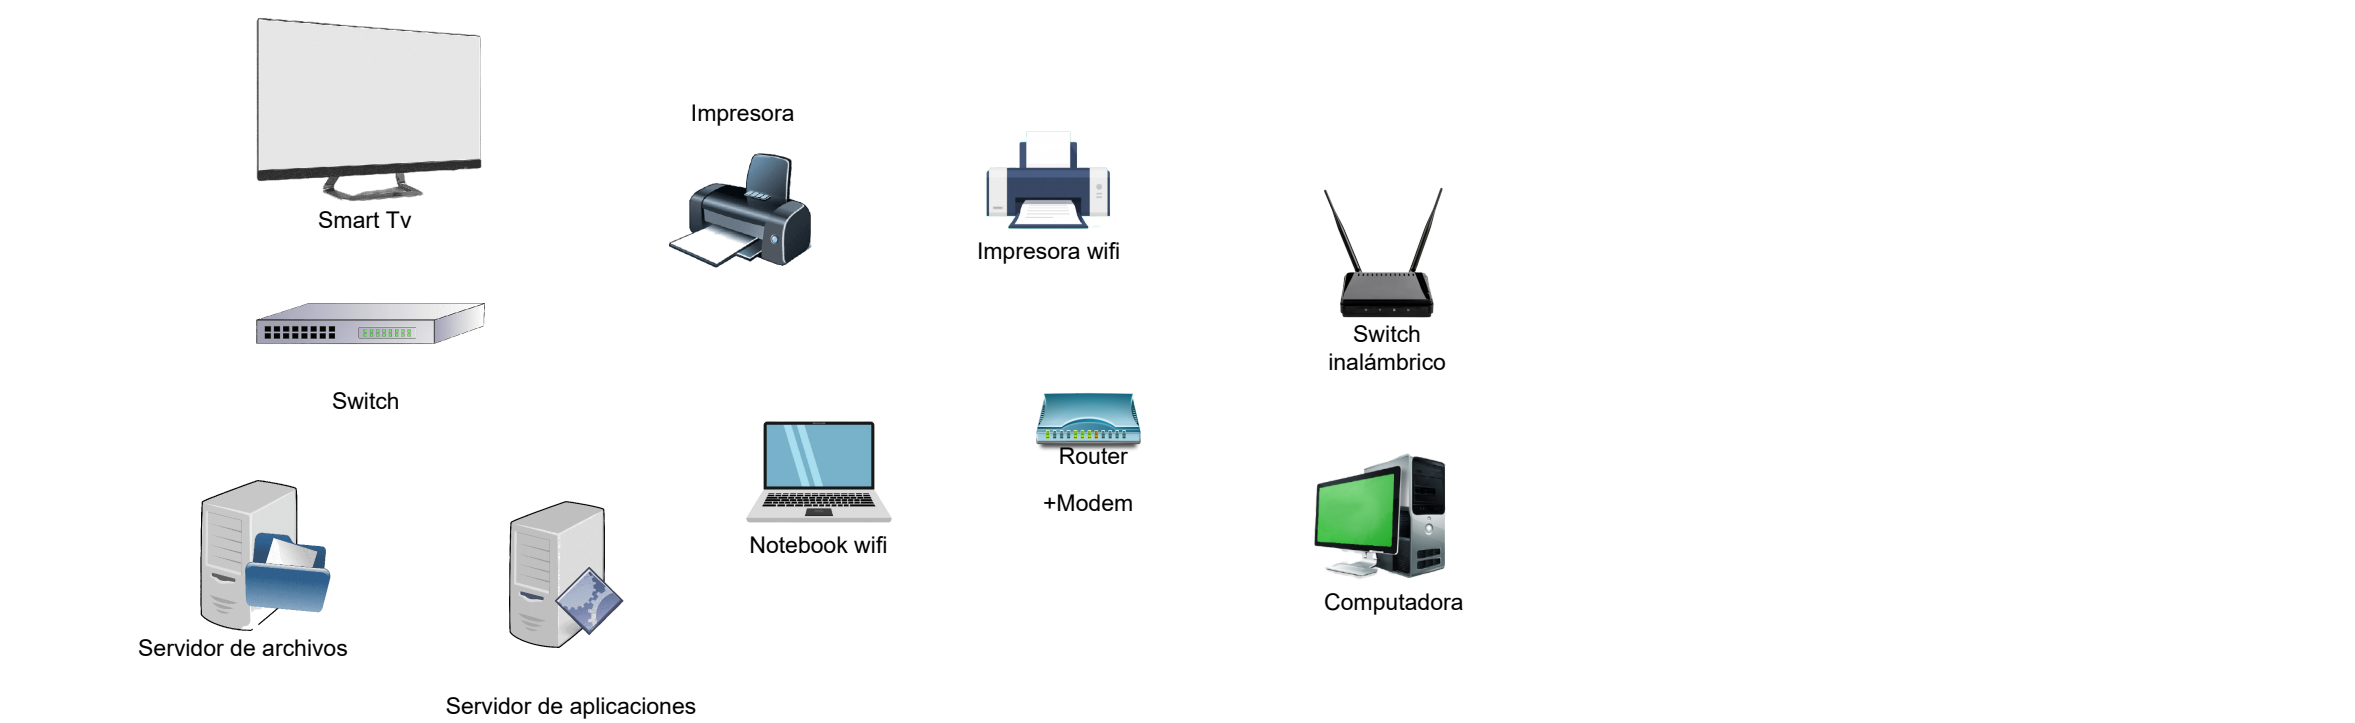 Smart Tv
Impresora
Impresora wifi
Switch
inalámbrico
Switch
Router
+Modem
Notebook wifi
Computadora
Servidor de archivos
Servidor de aplicaciones